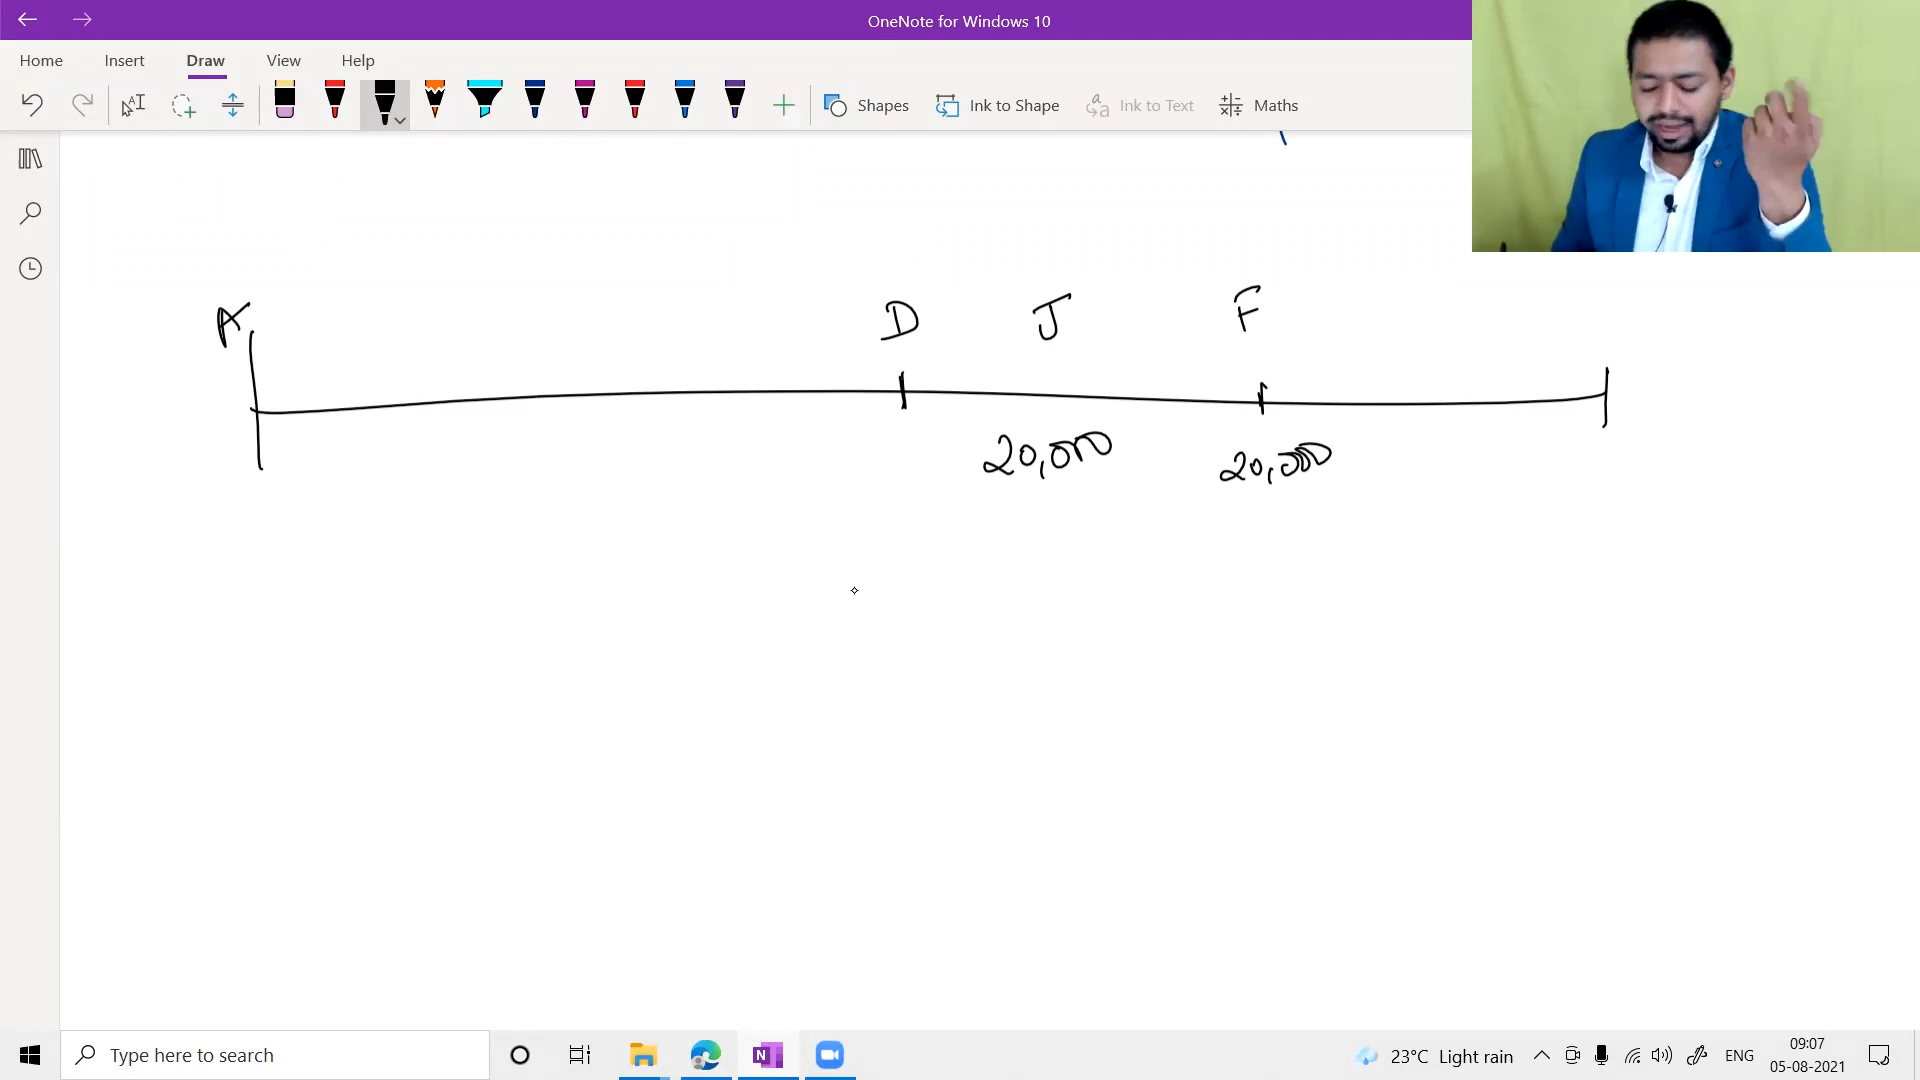 OneNote for Windows 10
Home Insert Draw View Help
Shapes Ink to Shape Ink to Text Maths
A D J F
20,000 20,000
Type here to search
23°C Light rain ENG 09:07
05-08-2021